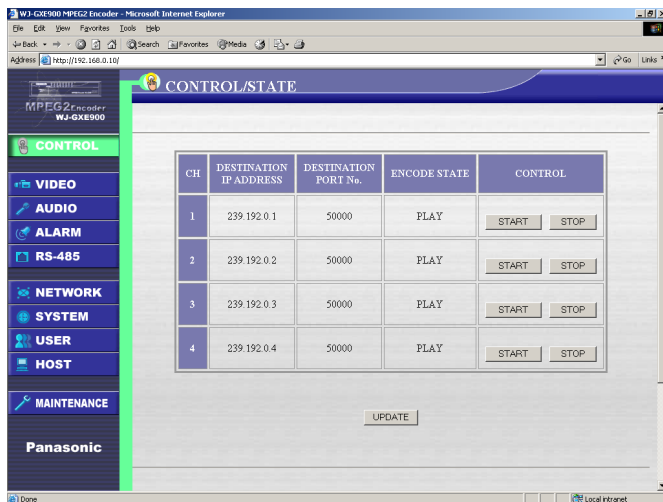 WJ-GXE900 MPEG2 Encoder - Microsoft Internet Explorer
File Edit View Favorites Tools Help
Back Search Favorites Media
Address http://192.168.0.10/ Go Links
MPEG2Encoder
WJ-GXE900
CONTROL/STATE
CONTROL
VIDEO
AUDIO
ALARM
RS-485
NETWORK
SYSTEM
USER
HOST
MAINTENANCE
Panasonic
CH DESTINATION IP ADDRESS DESTINATION PORT No. ENCODE STATE CONTROL
1 239.192.0.1 50000 PLAY START STOP
2 239.192.0.2 50000 PLAY START STOP
3 239.192.0.3 50000 PLAY START STOP
4 239.192.0.4 50000 PLAY START STOP
UPDATE
Done Local intranet